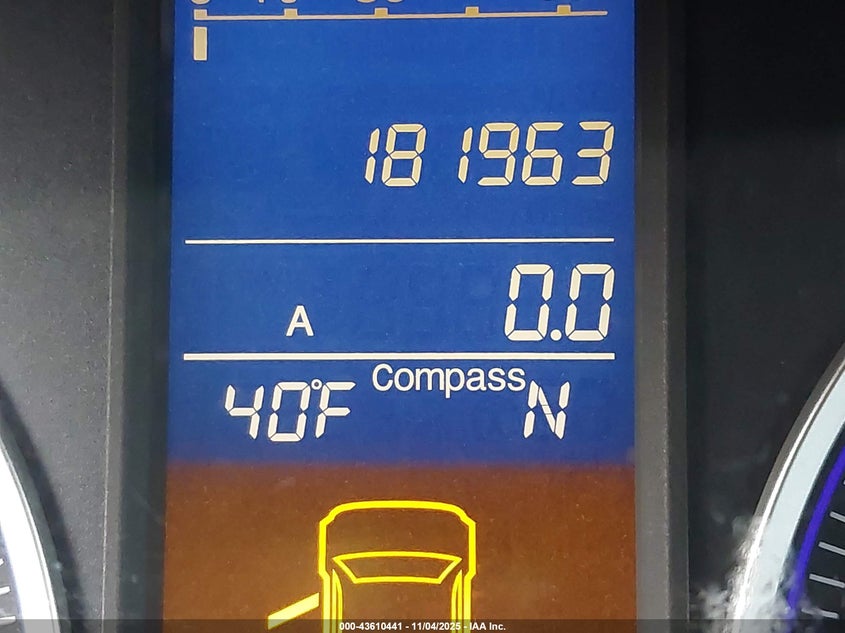 181963
A 0.0
Compass
40°F N
000-43610441 - 11/04/2025 - IAA Inc.